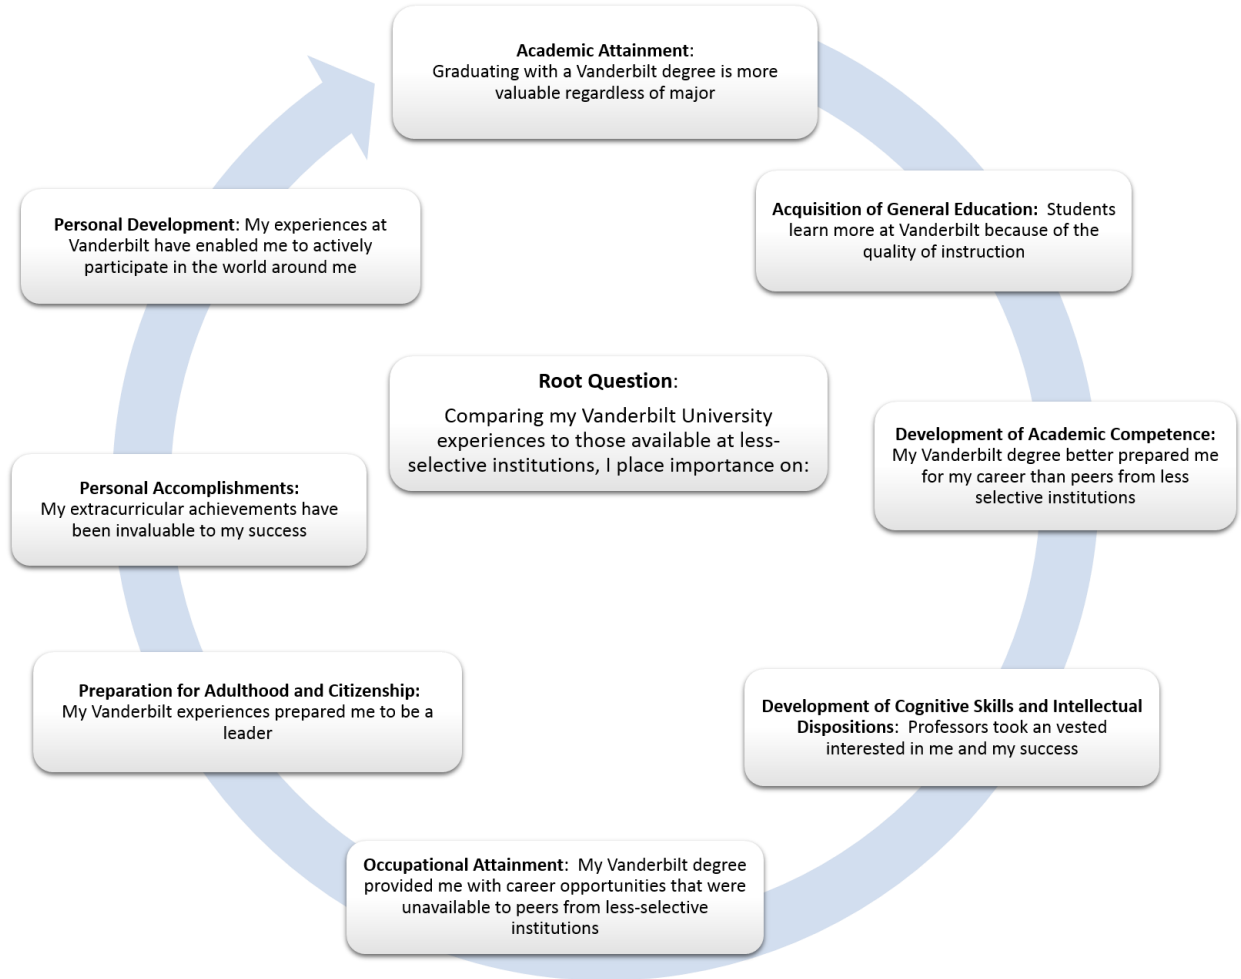 Academic Attainment:
Graduating with a Vanderbilt degree is more
valuable regardless of major
Acquisition of General Education:  Students
learn more at Vanderbilt because of the
quality of instruction
Development of Academic Competence:
My Vanderbilt degree better prepared me
for my career than peers from less
selective institutions
Development of Cognitive Skills and Intellectual
Dispositions:  Professors took an vested
interested in me and my success
Occupational Attainment:  My Vanderbilt degree
provided me with career opportunities that were
unavailable to peers from less-selective
institutions
Preparation for Adulthood and Citizenship:
My Vanderbilt experiences prepared me to be a
leader
Personal Accomplishments:
My extracurricular achievements have
been invaluable to my success
Personal Development: My experiences at
Vanderbilt have enabled me to actively
participate in the world around me
Root Question:
Comparing my Vanderbilt University
experiences to those available at less-
selective institutions, I place importance on: